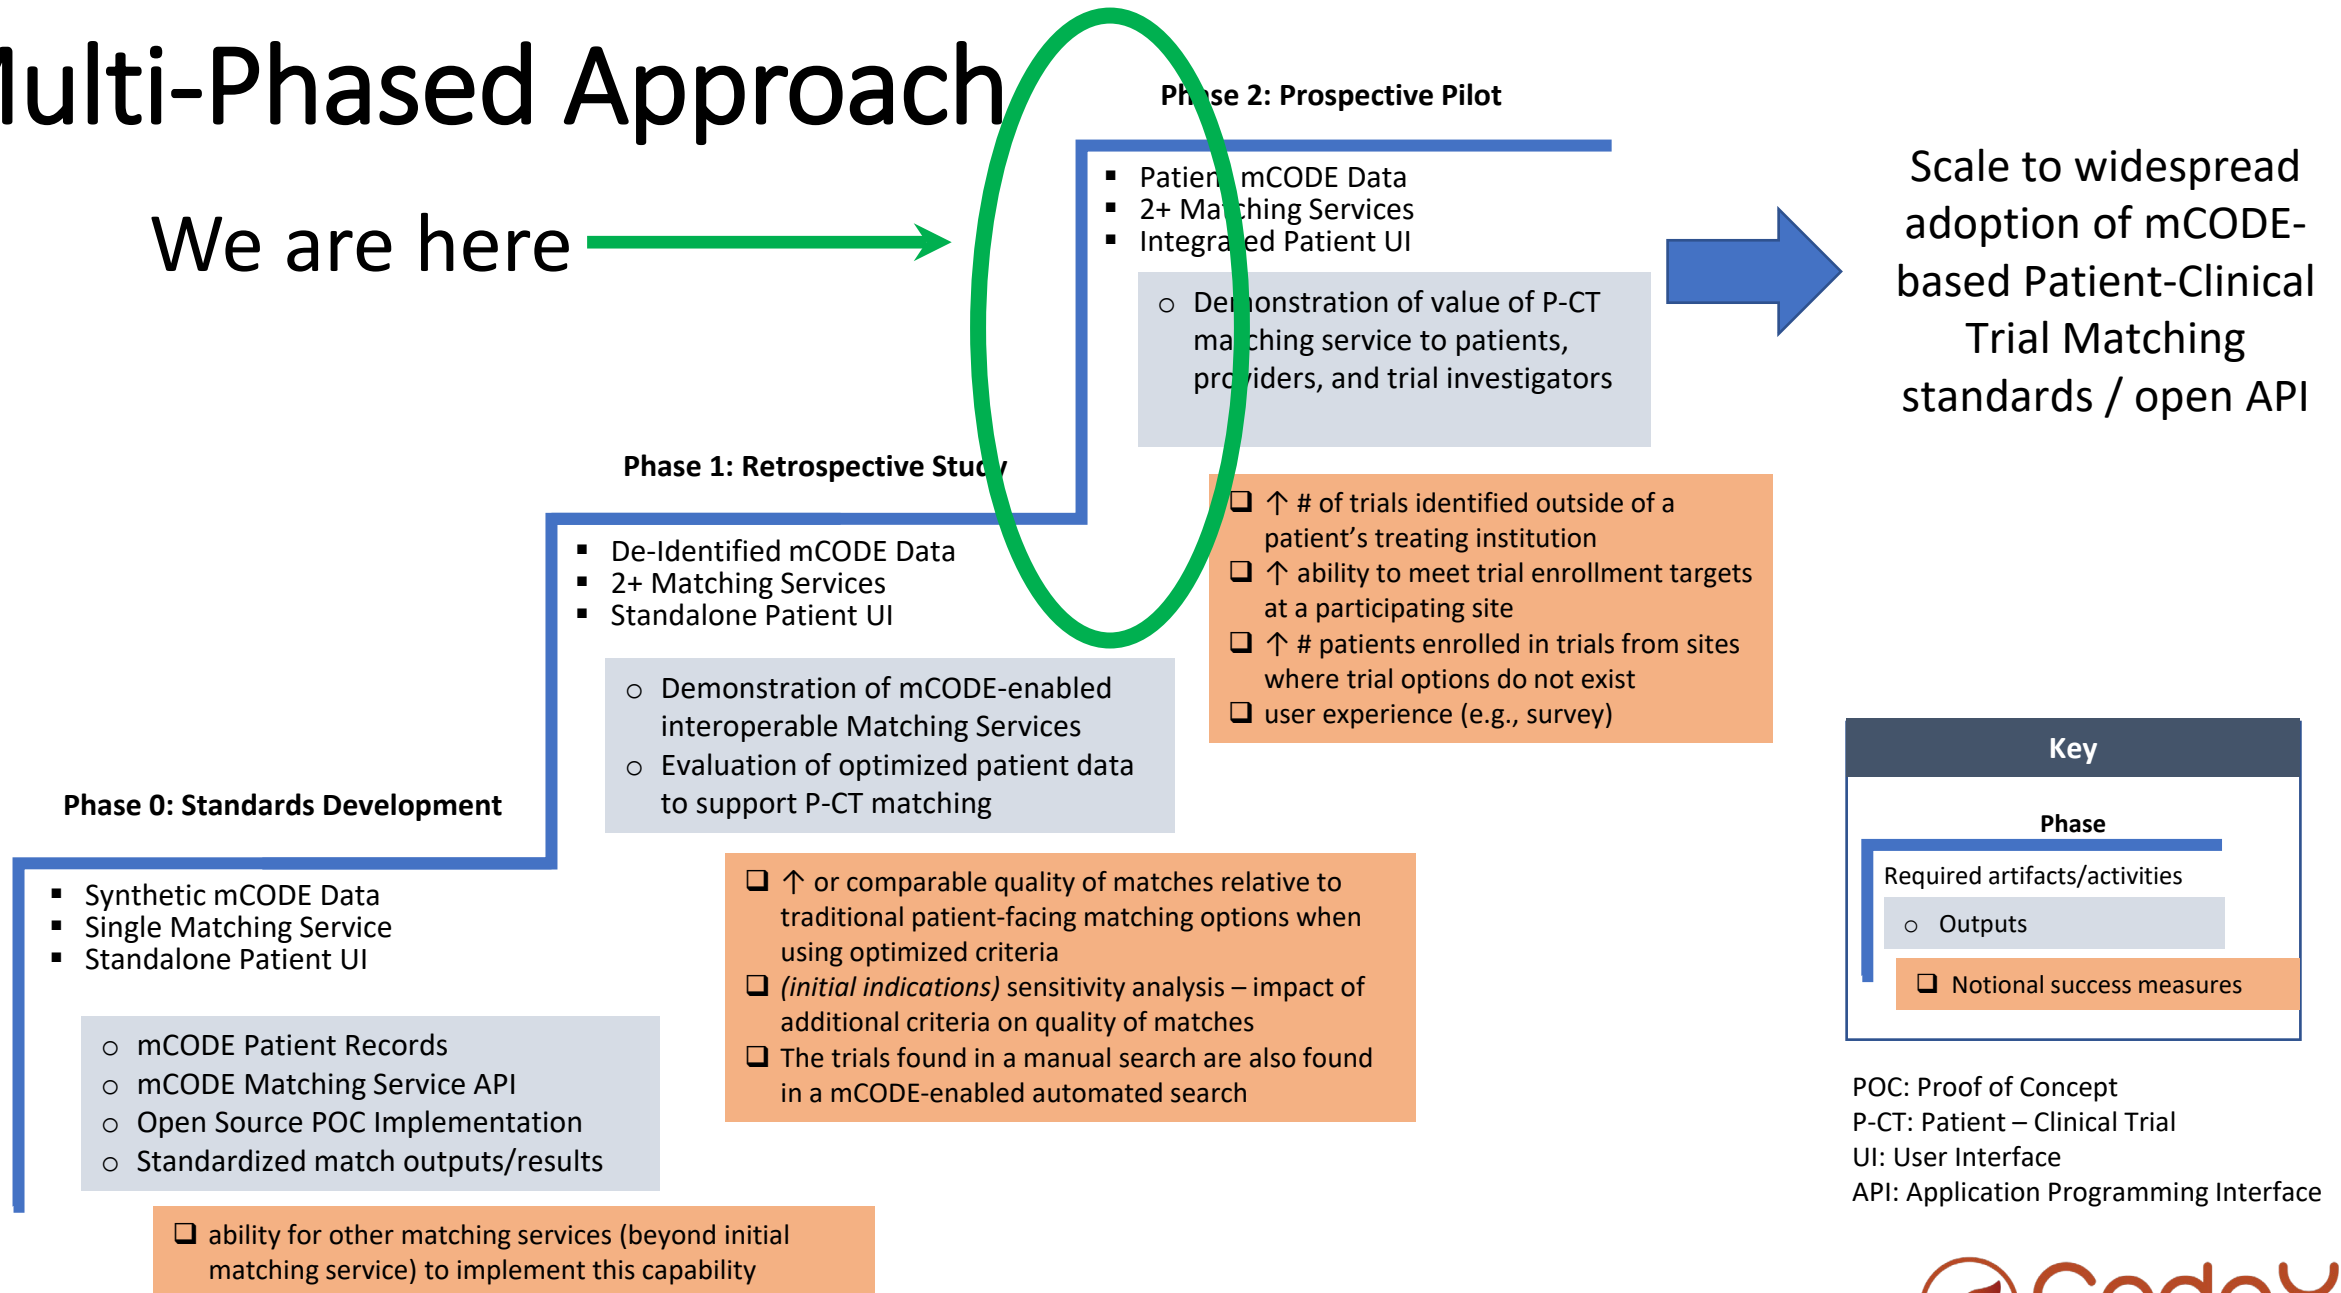 Multi-Phased Approach
We are here
Phase 2: Prospective Pilot
▪ Patient mCODE Data
▪ 2+ Matching Services
▪ Integrated Patient UI
o Demonstration of value of P-CT
matching service to patients,
providers, and trial investigators
❑ ↑ # of trials identified outside of a
patient’s treating institution
❑ ↑ ability to meet trial enrollment targets
at a participating site
❑ ↑ # patients enrolled in trials from sites
where trial options do not exist
❑ user experience (e.g., survey)
Scale to widespread
adoption of mCODE-
based Patient-Clinical
Trial Matching
standards / open API
Phase 1: Retrospective Study
▪ De-Identified mCODE Data
▪ 2+ Matching Services
▪ Standalone Patient UI
o Demonstration of mCODE-enabled
interoperable Matching Services
o Evaluation of optimized patient data
to support P-CT matching
❑ ↑ or comparable quality of matches relative to
traditional patient-facing matching options when
using optimized criteria
❑ (initial indications) sensitivity analysis – impact of
additional criteria on quality of matches
❑ The trials found in a manual search are also found
in a mCODE-enabled automated search
Phase 0: Standards Development
▪ Synthetic mCODE Data
▪ Single Matching Service
▪ Standalone Patient UI
o mCODE Patient Records
o mCODE Matching Service API
o Open Source POC Implementation
o Standardized match outputs/results
❑ ability for other matching services (beyond initial
matching service) to implement this capability
Key
Phase
Required artifacts/activities
o Outputs
❑ Notional success measures
POC: Proof of Concept
P-CT: Patient – Clinical Trial
UI: User Interface
API: Application Programming Interface
CodeX